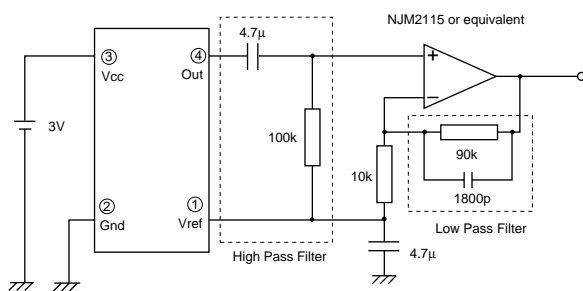 NJM2115 or equivalent
4.7μ
③
Vcc
④
Out
+
−
3V
100k
90k
10k
1800p
②
Gnd
①
Vref
Low Pass Filter
4.7μ
High Pass Filter